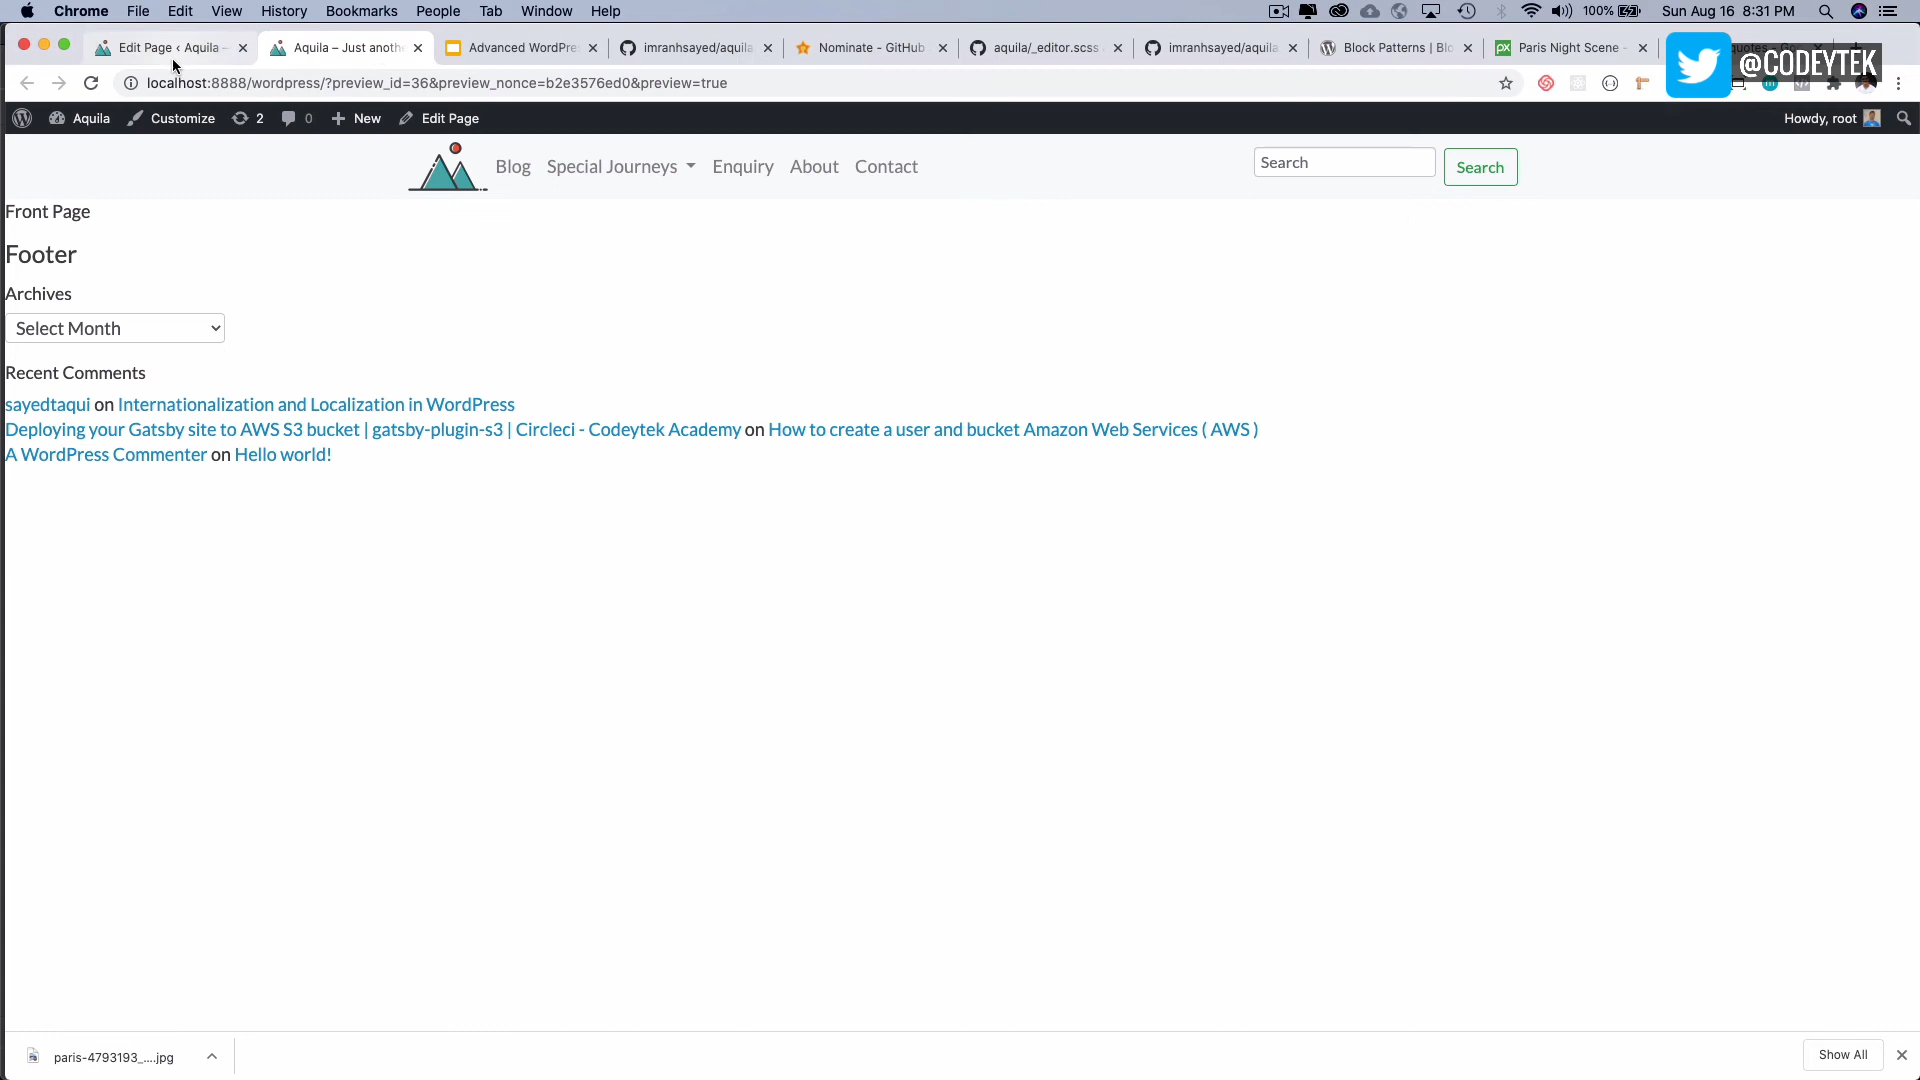 Chrome File Edit View History Bookmarks People Tab Window Help 100% Sun Aug 16 8:31 PM
Edit Page ‹ Aquila – Aquila – Just anoth Advanced WordPre imranhsayed/aquila Nominate - GitHub aquila/_editor.scss imranhsayed/aquila Block Patterns | Blo Paris Night Scene - quotes - Go
@CODEYTEK
localhost:8888/wordpress/?preview_id=36&preview_nonce=b2e3576ed0&preview=true
Aquila Customize 2 0 New Edit Page Howdy, root
Blog Special Journeys Enquiry About Contact Search Search
Front Page
Footer
Archives
Select Month
Recent Comments
sayedtaqui on Internationalization and Localization in WordPress
Deploying your Gatsby site to AWS S3 bucket | gatsby-plugin-s3 | Circleci - Codeytek Academy on How to create a user and bucket Amazon Web Services ( AWS )
A WordPress Commenter on Hello world!
paris-4793193_....jpg Show All